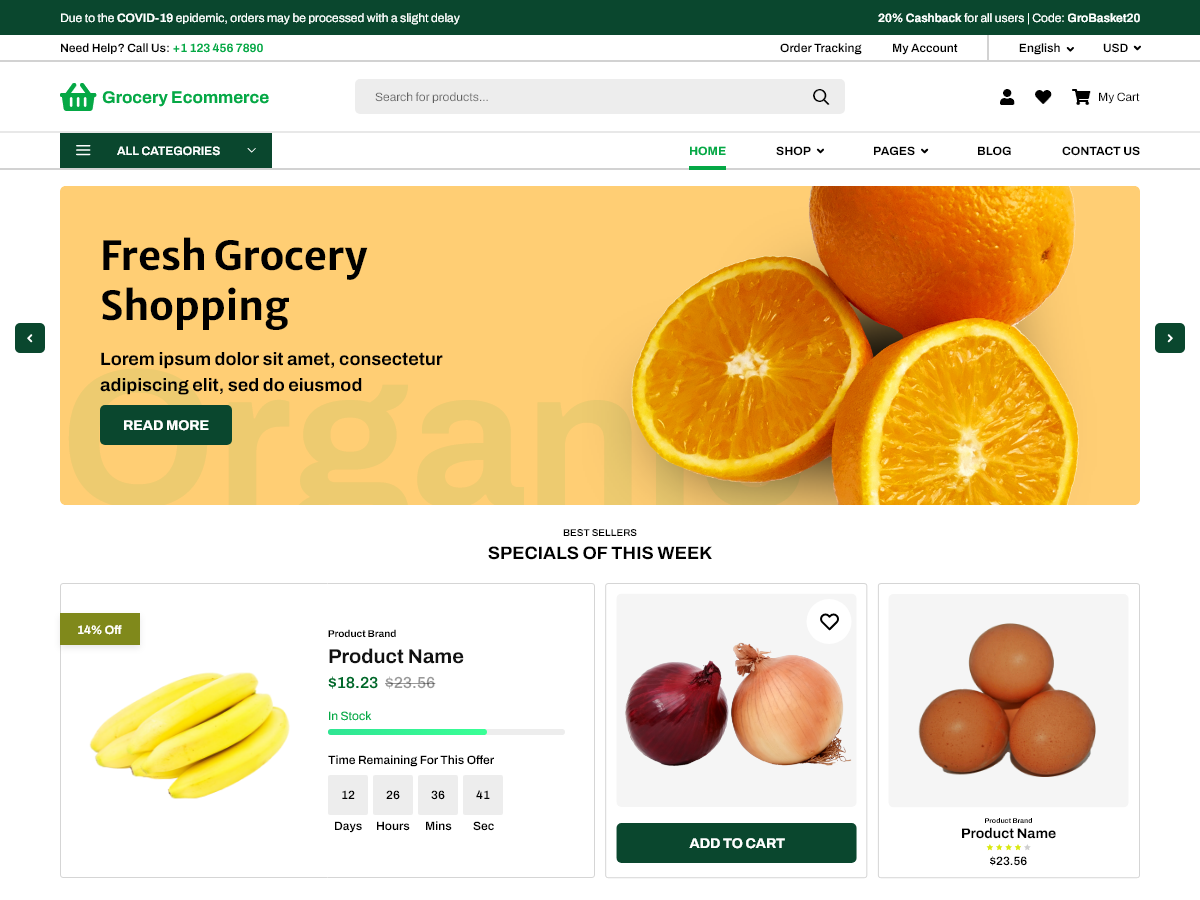 Due to the COVID-19 epidemic, orders may be processed with a slight delay
20% Cashback for all users | Code: GroBasket20
Need Help? Call Us: +1 123 456 7890
Order Tracking
My Account
English
USD
Grocery Ecommerce
Search for products...
My Cart
ALL CATEGORIES
HOME
SHOP
PAGES
BLOG
CONTACT US
Fresh Grocery
Shopping
Lorem ipsum dolor sit amet, consectetur
adipiscing elit, sed do eiusmod
READ MORE
Organic
BEST SELLERS
SPECIALS OF THIS WEEK
14% Off
Product Brand
Product Name
$18.23 $23.56
In Stock
Time Remaining For This Offer
12 26 36 41
Days Hours Mins Sec
ADD TO CART
Product Brand
Product Name
$23.56